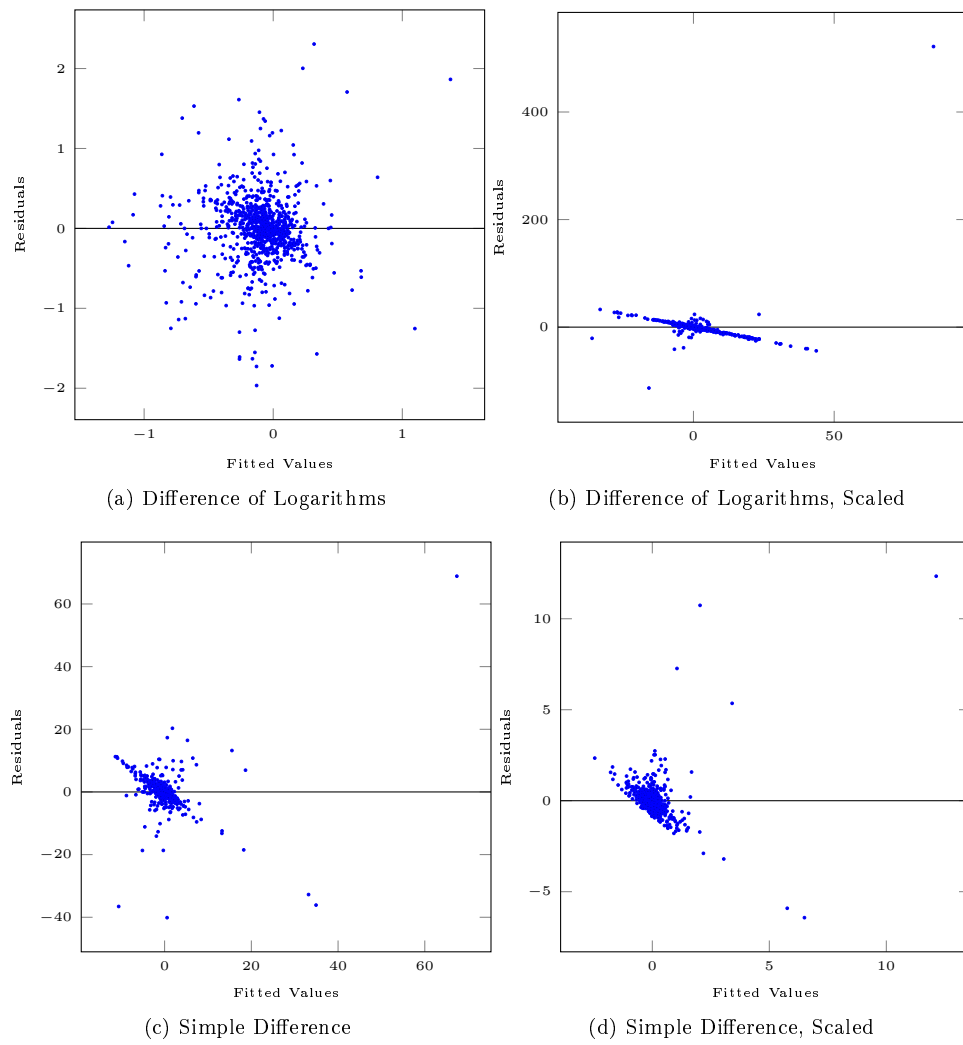 2
1
0
−1
−2
−1
0
1
Residuals
Fitted Values
(a) Difference of Logarithms
400
200
0
0
50
Residuals
Fitted Values
(b) Difference of Logarithms, Scaled
60
40
20
0
−20
−40
0
20
40
60
Residuals
Fitted Values
(c) Simple Difference
10
5
0
−5
0
5
10
Residuals
Fitted Values
(d) Simple Difference, Scaled